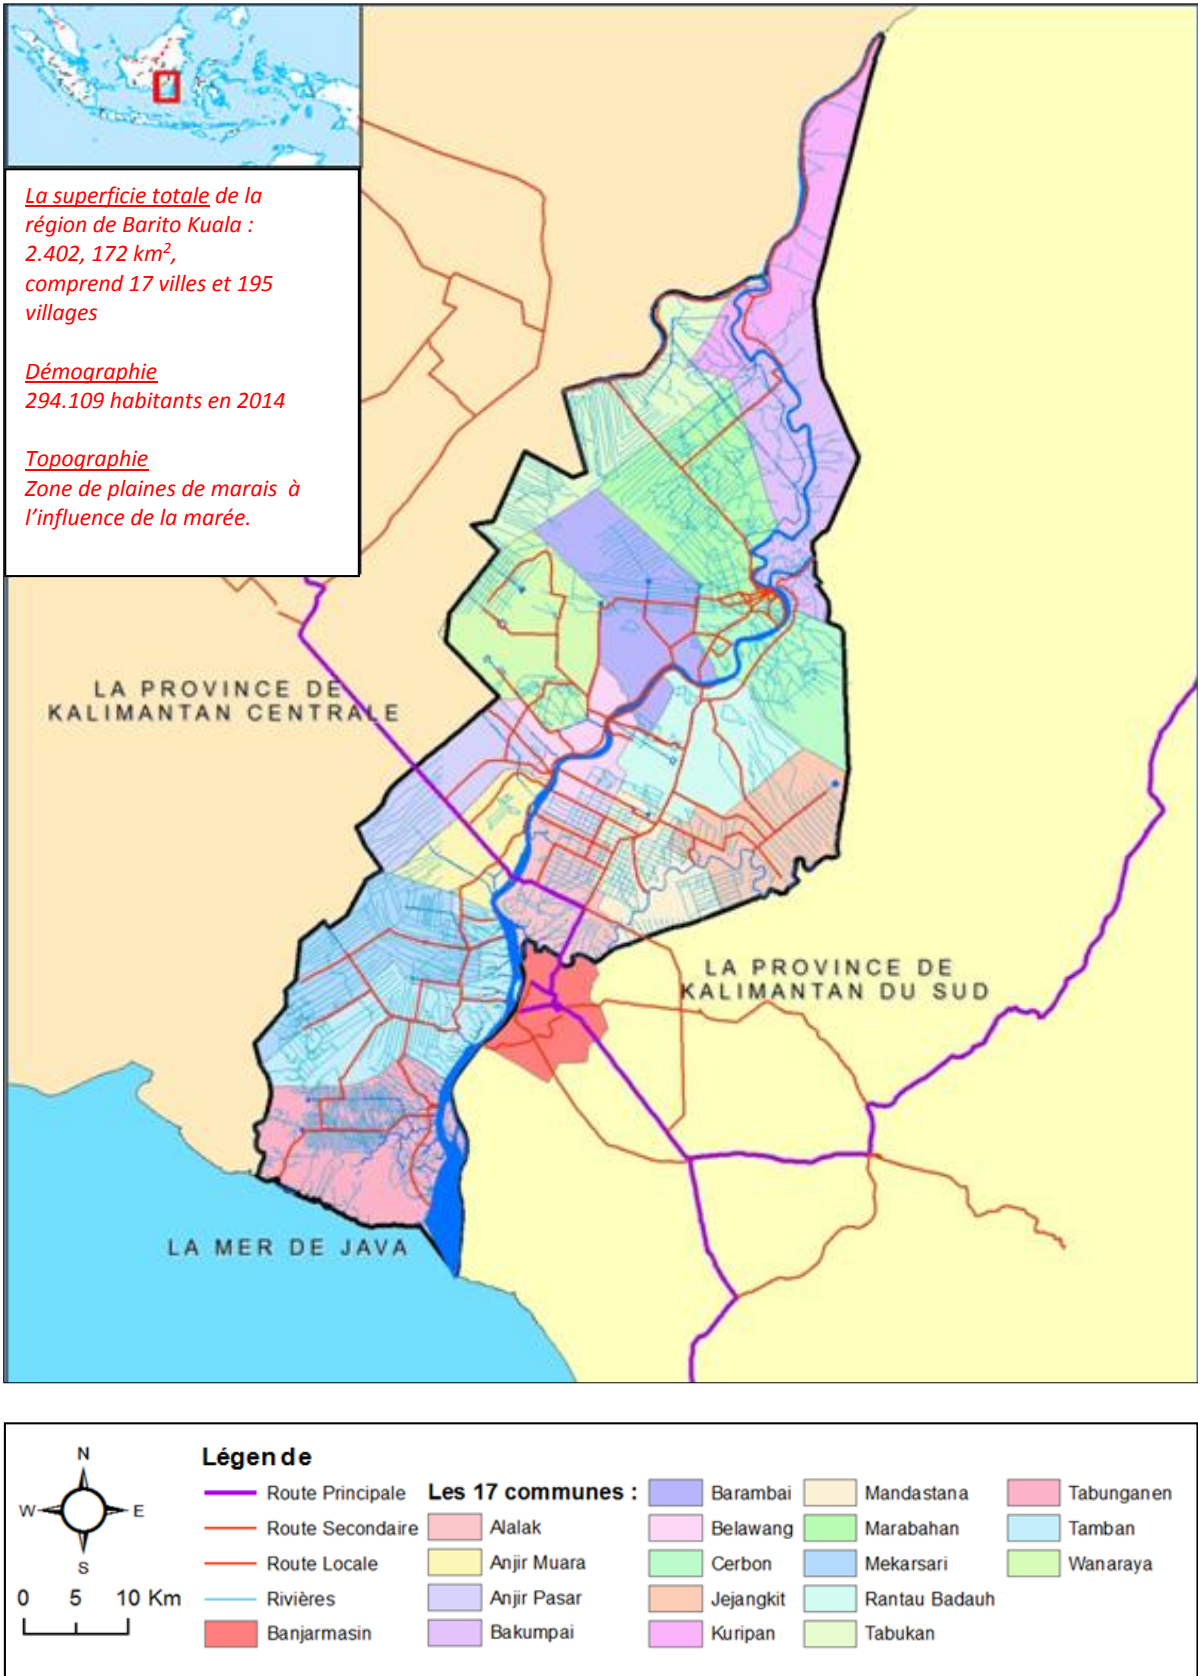 La superficie totale de la
région de Barito Kuala :
2.402, 172 km²,
comprend 17 villes et 195
villages
Démographie
294.109 habitants en 2014
Topographie
Zone de plaines de marais à
l’influence de la marée.
LA PROVINCE DE
KALIMANTAN CENTRALE
LA PROVINCE DE
KALIMANTAN DU SUD
LA MER DE JAVA
N
W
E
S
0 5 10 Km
Légende
Route Principale
Route Secondaire
Route Locale
Rivières
Banjarmasin
Les 17 communes :
Alalak
Anjir Muara
Anjir Pasar
Bakumpai
Barambai
Belawang
Cerbon
Jejangkit
Kuripan
Mandastana
Marabahan
Mekarsari
Rantau Badauh
Tabukan
Tabunganen
Tamban
Wanaraya